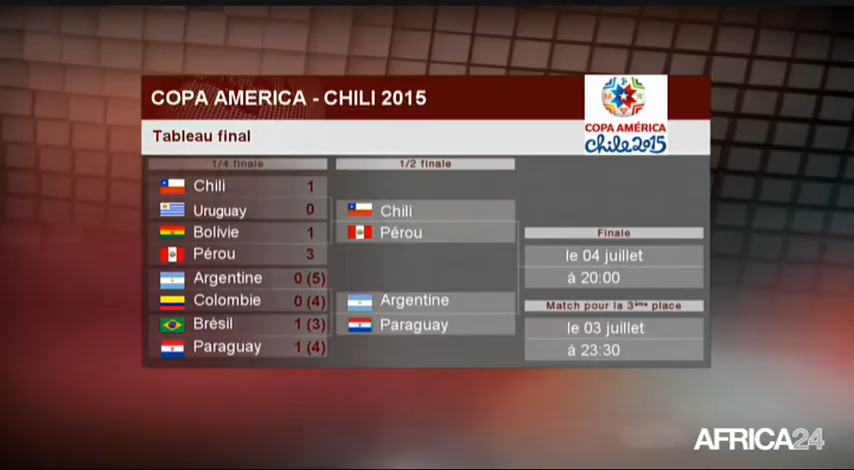 COPA AMERICA - CHILI 2015
COPA AMÉRICA
Chile 2015
Tableau final
1/4 finale
1/2 finale
Chili 1
Uruguay 0
Bolivie 1
Pérou 3
Argentine 0 (5)
Colombie 0 (4)
Brésil 1 (3)
Paraguay 1 (4)
Chili
Pérou
Argentine
Paraguay
Finale
le 04 juillet
à 20:00
Match pour la 3ème place
le 03 juillet
à 23:30
AFRICA24